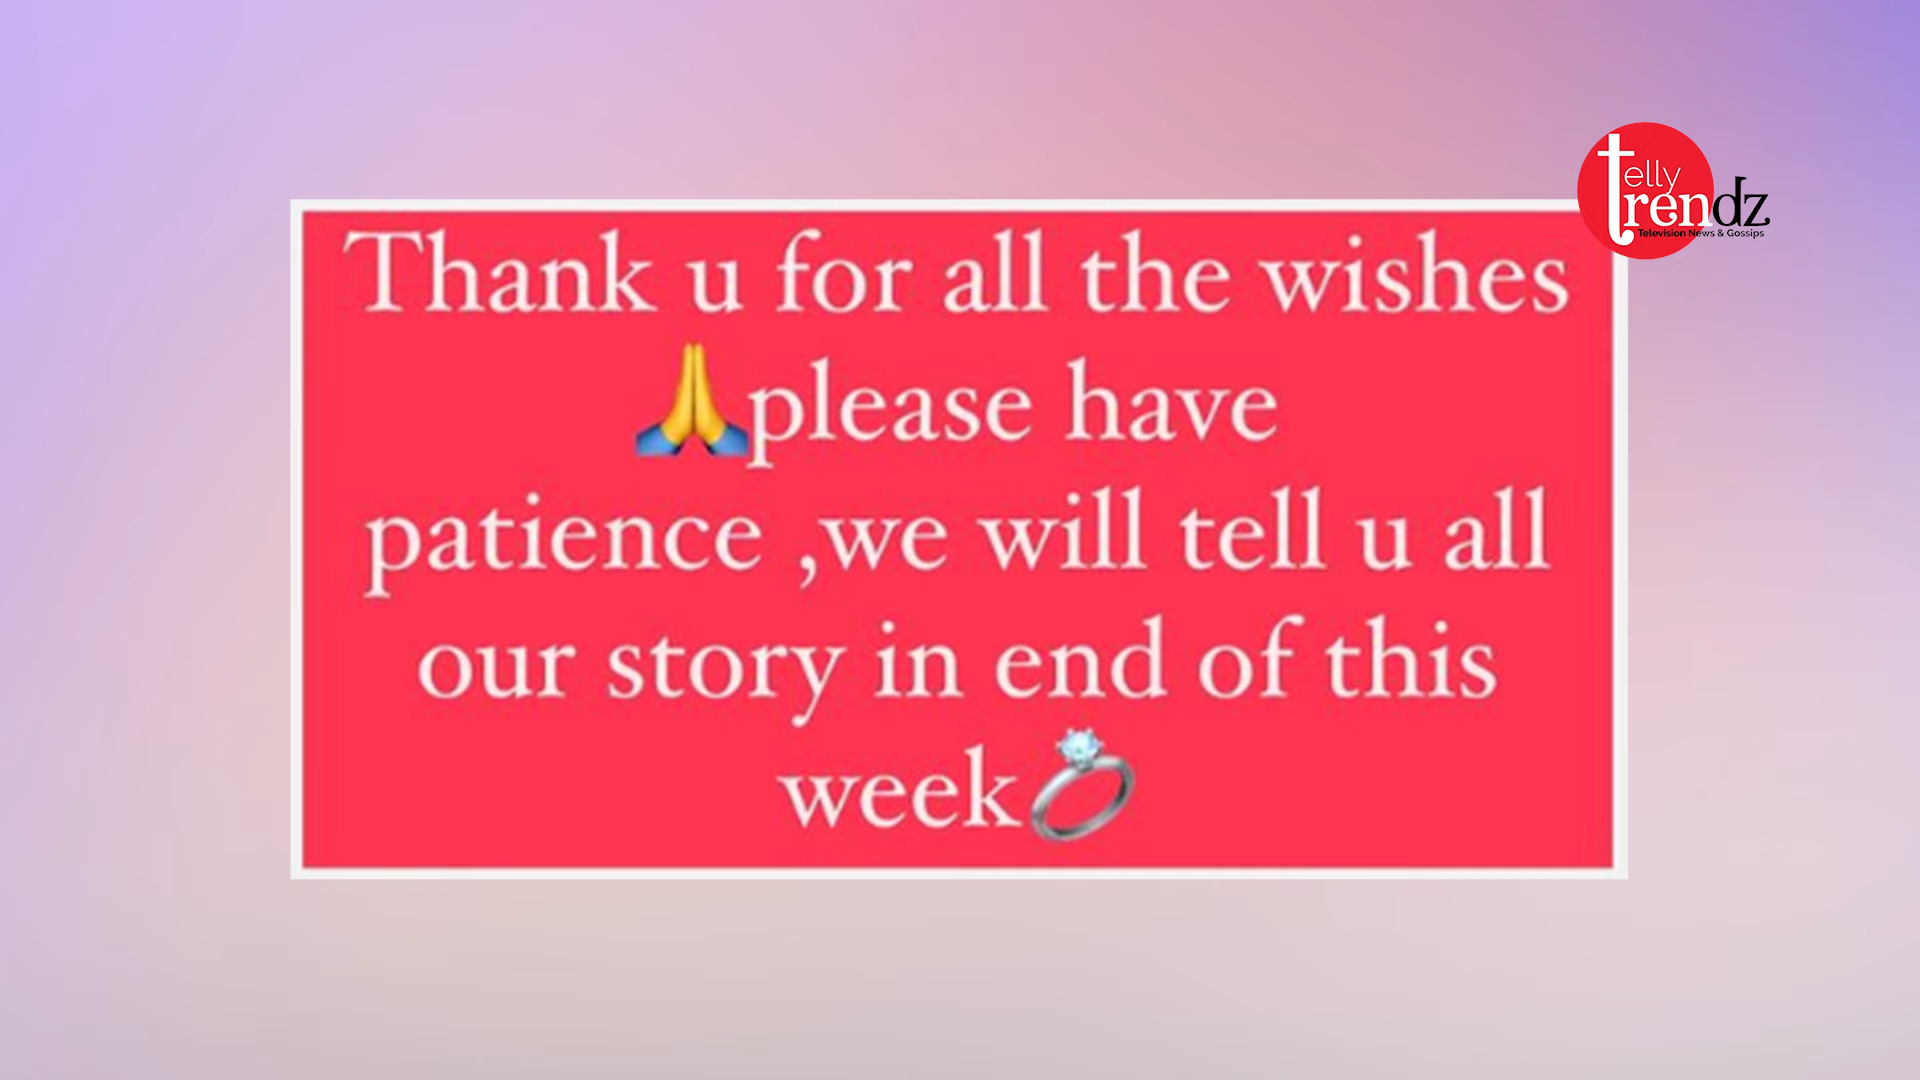 telly
trendz
Television News & Gossips
Thank u for all the wishes
🙏please have
patience ,we will tell u all
our story in end of this
week💍